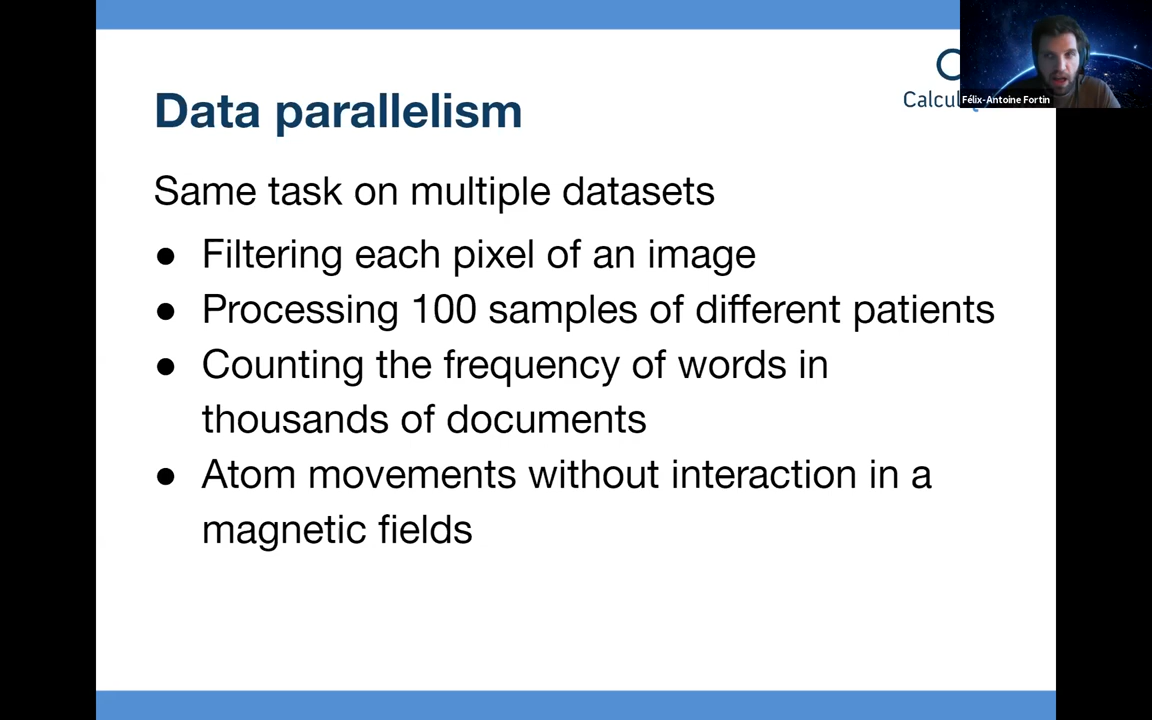 Data parallelism
Félix-Antoine Fortin
Same task on multiple datasets
● Filtering each pixel of an image
● Processing 100 samples of different patients
● Counting the frequency of words in
thousands of documents
● Atom movements without interaction in a
magnetic fields